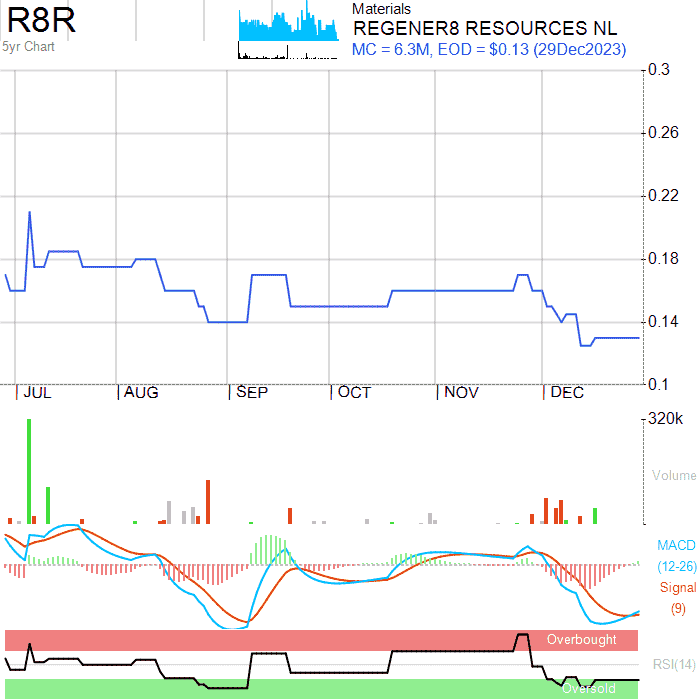 R8R
5yr Chart
Materials
REGENER8 RESOURCES NL
MC = 6.3M, EOD = $0.13 (29Dec2023)
0.3
0.26
0.22
0.18
0.14
0.1
JUL AUG SEP OCT NOV DEC
320k
Volume
MACD
(12-26)
Signal
(9)
Overbought
RSI(14)
Oversold